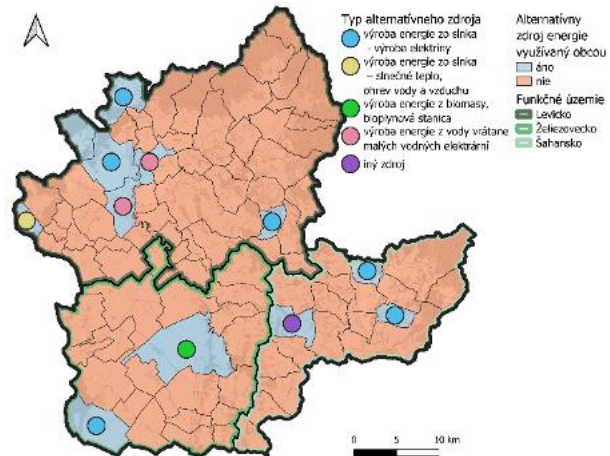 Typ alternatívneho zdroja
výroba energie zo slnka
- výroba elektriny
výroba energie zo slnka
– slnečné teplo,
ohrev vody a vzduchu
výroba energie z biomasy,
bioplynová stanica
výroba energie z vody vrátane
malých vodných elektrární
iný zdroj
Alternatívny
zdroj energie
využívaný obcou
áno
nie
Funkčné územie
Levicko
Želiezovecko
Šahansko
0 5 10 km